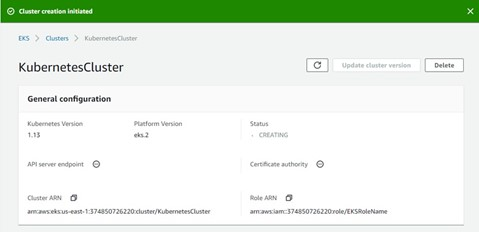 Cluster creation initiated
EKS > Clusters > KubernetesCluster
KubernetesCluster
Update cluster version
Delete
General configuration
Kubernetes Version
1.13
Platform Version
eks.2
Status
CREATING
API server endpoint
Certificate authority
Cluster ARN
arn:aws:eks:us-east-1:374850726220:cluster/KubernetesCluster
Role ARN
arn:aws:iam::374850726220:role/EKSRoleName